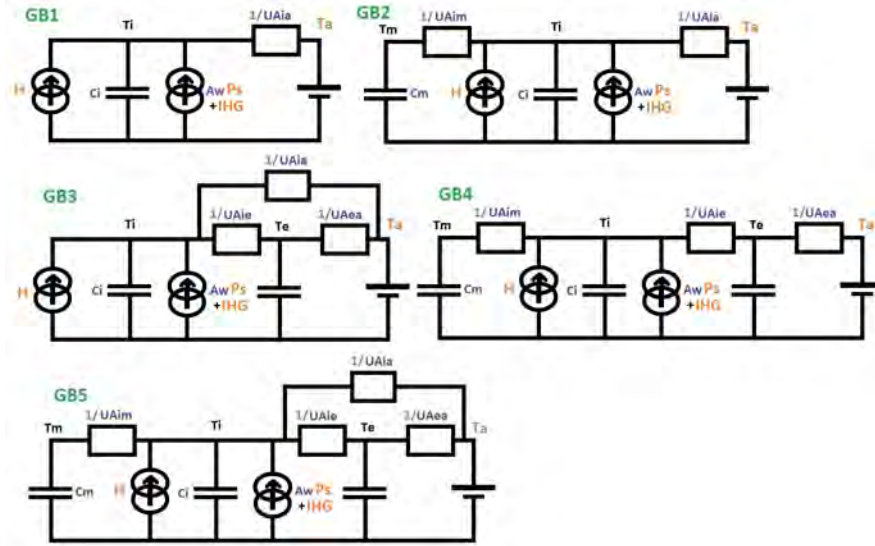 GB1
Ti
1/UAia
Ta
H
Ci
Aw Ps
+IHG
GB2
Tm
1/UAim
Ti
1/UAia
Ta
Cm
H
Ci
Aw Ps
+IHG
GB3
1/UAia
Ti
1/UAie
Te
1/UAea
Ta
H
Ci
Aw Ps
+IHG
GB4
Tm
1/UAim
Ti
1/UAie
Te
1/UAea
Ta
Cm
H
Ci
Aw Ps
+IHG
GB5
1/UAia
Tm
1/UAim
Ti
1/UAie
Te
1/UAea
Ta
Cm
H
Ci
Aw Ps
+IHG